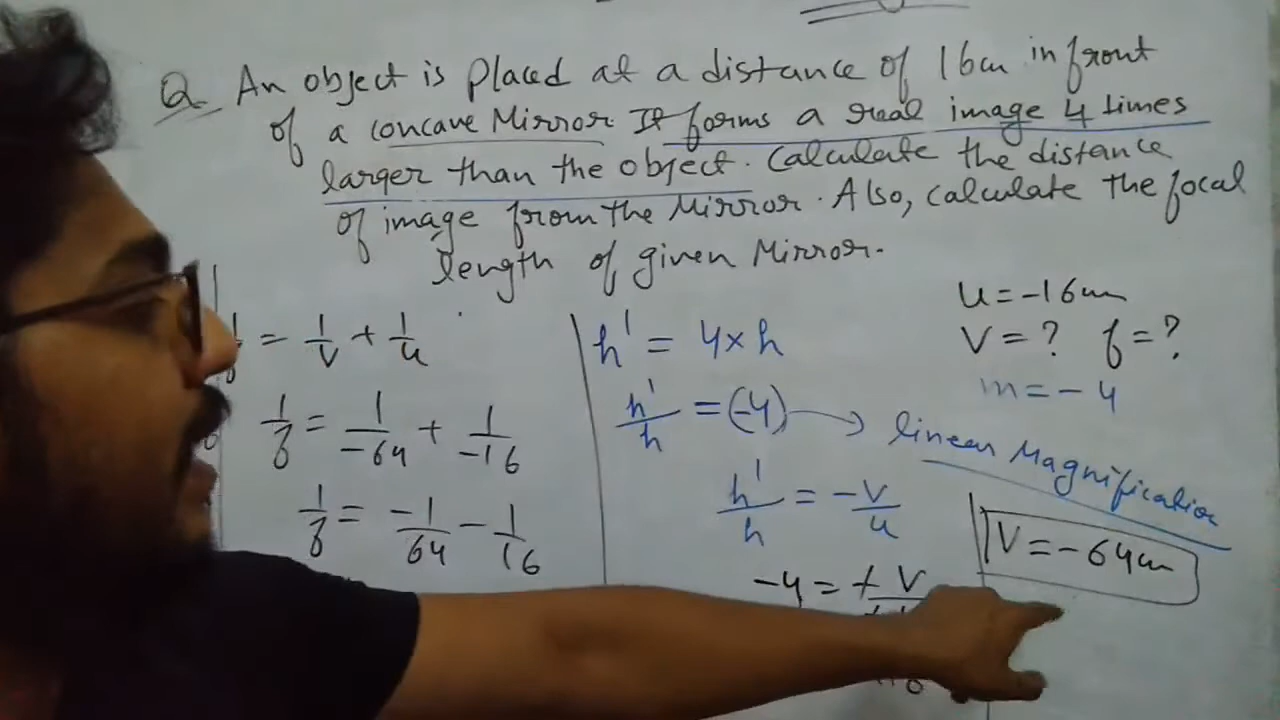 Q An object is placed at a distance of 16cm in front
of a concave Mirror It forms a real image 4 times
larger than the object. Calculate the distance
of image from the Mirror. Also, calculate the focal
length of given Mirror.
u = -16cm
v = ? f = ?
m = - 4
= 1/v + 1/u
1/f = 1/-64 + 1/-16
1/f = -1/64 - 1/16
h' = 4 x h
h'/h = (-4) → linear Magnification
h'/h = -v/u
-4 = + v
V = -64cm